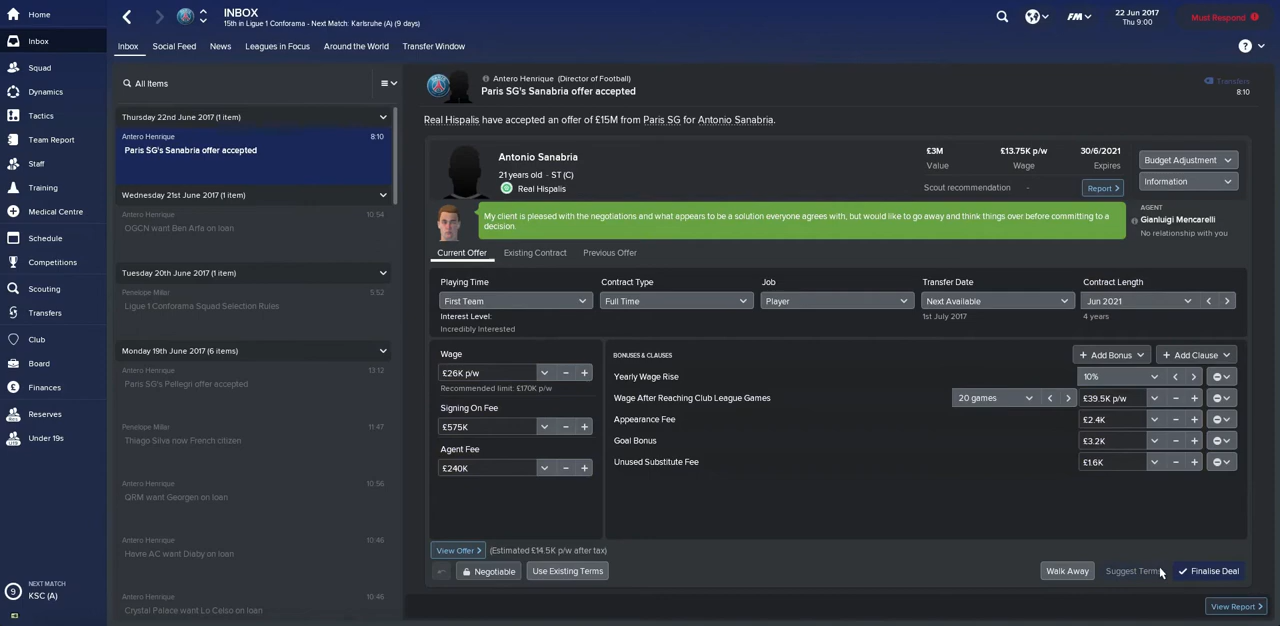 Home
Inbox
Squad
Dynamics
Tactics
Team Report
Staff
Training
Medical Centre
Schedule
Competitions
Scouting
Transfers
Club
Board
Finances
Reserves
Under 19s
9
NEXT MATCH
KSC (A)
INBOX
15th in Ligue 1 Conforama - Next Match: Karlsruhe (A) (9 days)
FM
22 Jun 2017
Thu 9:00
Must Respond
Inbox
Social Feed
News
Leagues in Focus
Around the World
Transfer Window
?
All Items
Thursday 22nd June 2017 (1 item)
Antero Henrique 8:10
Paris SG's Sanabria offer accepted
Wednesday 21st June 2017 (1 item)
Antero Henrique 10:54
OGCN want Ben Arfa on loan
Tuesday 20th June 2017 (1 item)
Penelope Millar 5:52
Ligue 1 Conforama Squad Selection Rules
Monday 19th June 2017 (6 items)
Antero Henrique 13:12
Paris SG's Pellegri offer accepted
Penelope Millar 11:47
Thiago Silva now French citizen
Antero Henrique 10:56
QRM want Georgen on loan
Antero Henrique 10:46
Havre AC want Diaby on loan
Antero Henrique 10:46
Crystal Palace want Lo Celso on loan
Antero Henrique (Director of Football)
Paris SG's Sanabria offer accepted
Transfers
8:10
Real Hispalis have accepted an offer of £15M from Paris SG for Antonio Sanabria.
Antonio Sanabria
21 years old - ST (C)
Real Hispalis
£3M £13.75K p/w 30/6/2021
Value Wage Expires
Scout recommendation - Report
Budget Adjustment
Information
My client is pleased with the negotiations and what appears to be a solution everyone agrees with, but would like to go away and think things over before committing to a
decision.
AGENT
Gianluigi Mencarelli
No relationship with you
Current Offer Existing Contract Previous Offer
Playing Time Contract Type Job Transfer Date Contract Length
First Team Full Time Player Next Available Jun 2021
Interest Level: 1st July 2017 4 years
Incredibly Interested
Wage
£26K p/w
Recommended limit: £170K p/w
Signing On Fee
£575K
Agent Fee
£240K
BONUSES & CLAUSES
Add Bonus Add Clause
Yearly Wage Rise 10%
Wage After Reaching Club League Games 20 games £39.5K p/w
Appearance Fee £2.4K
Goal Bonus £3.2K
Unused Substitute Fee £1.6K
View Offer (Estimated £14.5K p/w after tax)
Negotiable Use Existing Terms Walk Away Suggest Terms Finalise Deal
View Report